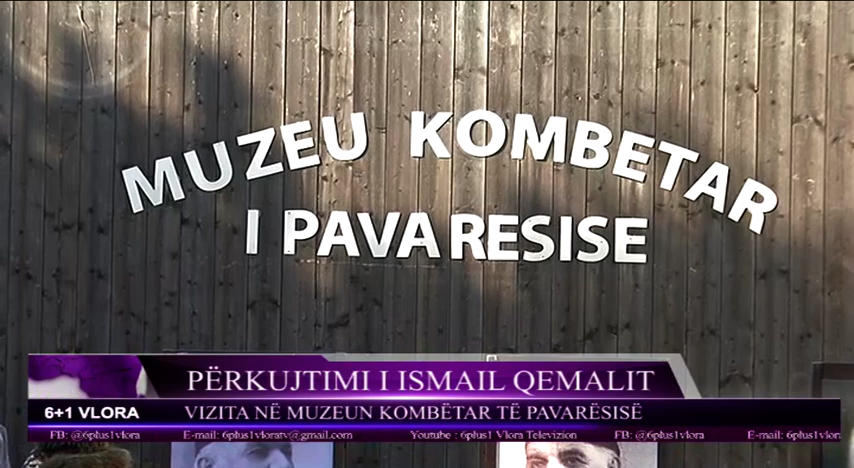 MUZEU KOMBETAR
I PAVARESISE
PËRKUJTIMI I ISMAIL QEMALIT
6+1 VLORA
VIZITA NË MUZEUN KOMBËTAR TË PAVARËSISË
FB: @6plus1vlora E-mail: 6plus1vloratv@gmail.com Youtube : 6plus1 Vlora Televizion FB: @6plus1vlora E-mail: 6plus1vlora